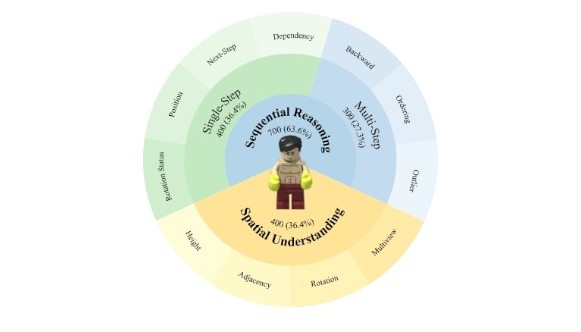 Dependency
Next-Step
Backward
Position
Ordering
Rotation Status
Outlier
Single-Step
400 (36.4%)
Multi-Step
300 (27.3%)
Sequential Reasoning
700 (63.6%)
400 (36.4%)
Spatial Understanding
Height
Adjacency
Rotation
Multiview